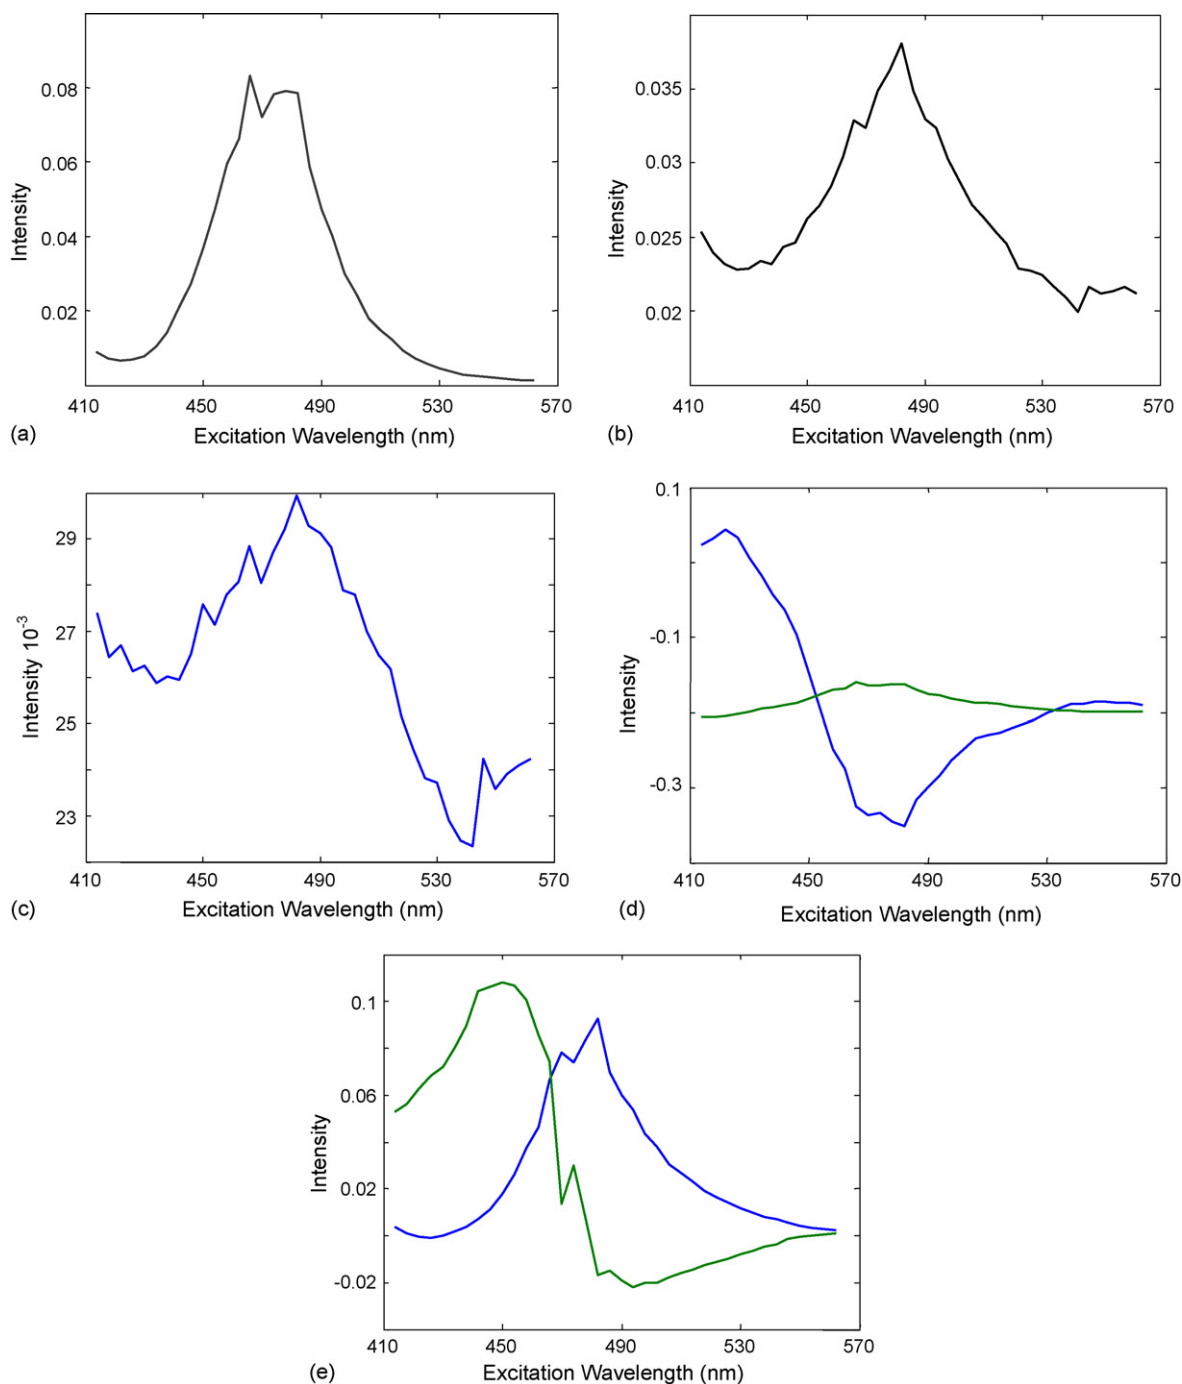 0.08
0.06
0.04
0.02
Intensity
410 450 490 530 570
(a) Excitation Wavelength (nm)
0.035
0.03
0.025
0.02
Intensity
410 450 490 530 570
(b) Excitation Wavelength (nm)
29
27
25
23
Intensity 10⁻³
410 450 490 530 570
(c) Excitation Wavelength (nm)
0.1
-0.1
-0.3
Intensity
410 450 490 530 570
(d) Excitation Wavelength (nm)
0.1
0.06
0.02
-0.02
Intensity
410 450 490 530 570
(e) Excitation Wavelength (nm)